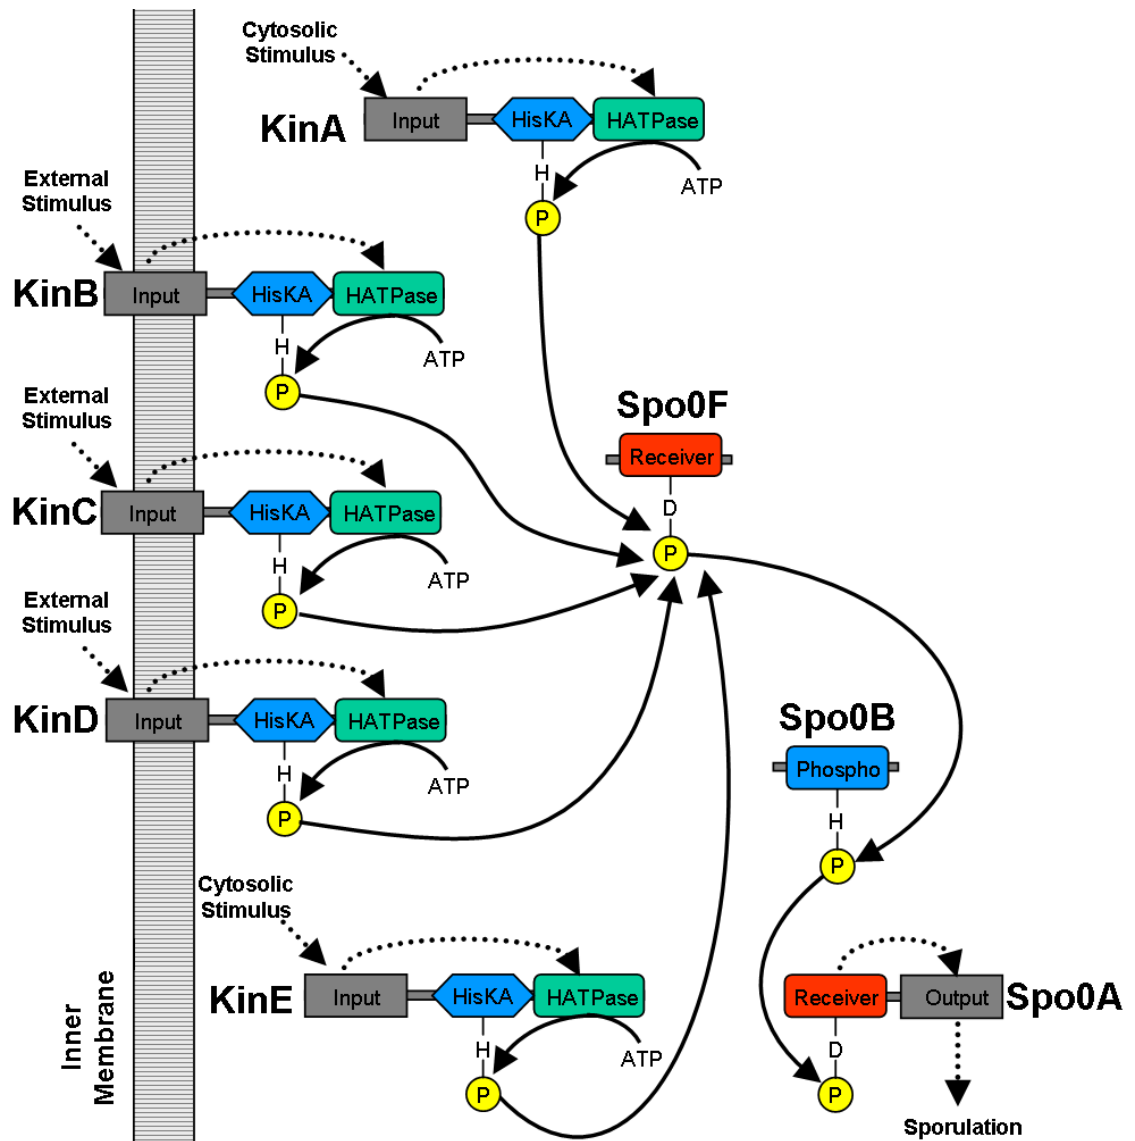 Cytosolic
Stimulus
KinA
Input
HisKA
HATPase
H
P
ATP
External
Stimulus
KinB
Input
HisKA
HATPase
H
P
ATP
External
Stimulus
KinC
Input
HisKA
HATPase
H
P
ATP
Spo0F
Receiver
D
P
External
Stimulus
KinD
Input
HisKA
HATPase
H
P
ATP
Spo0B
Phospho
H
P
Cytosolic
Stimulus
KinE
Input
HisKA
HATPase
H
P
ATP
Receiver
Output
Spo0A
D
P
Sporulation
Inner
Membrane